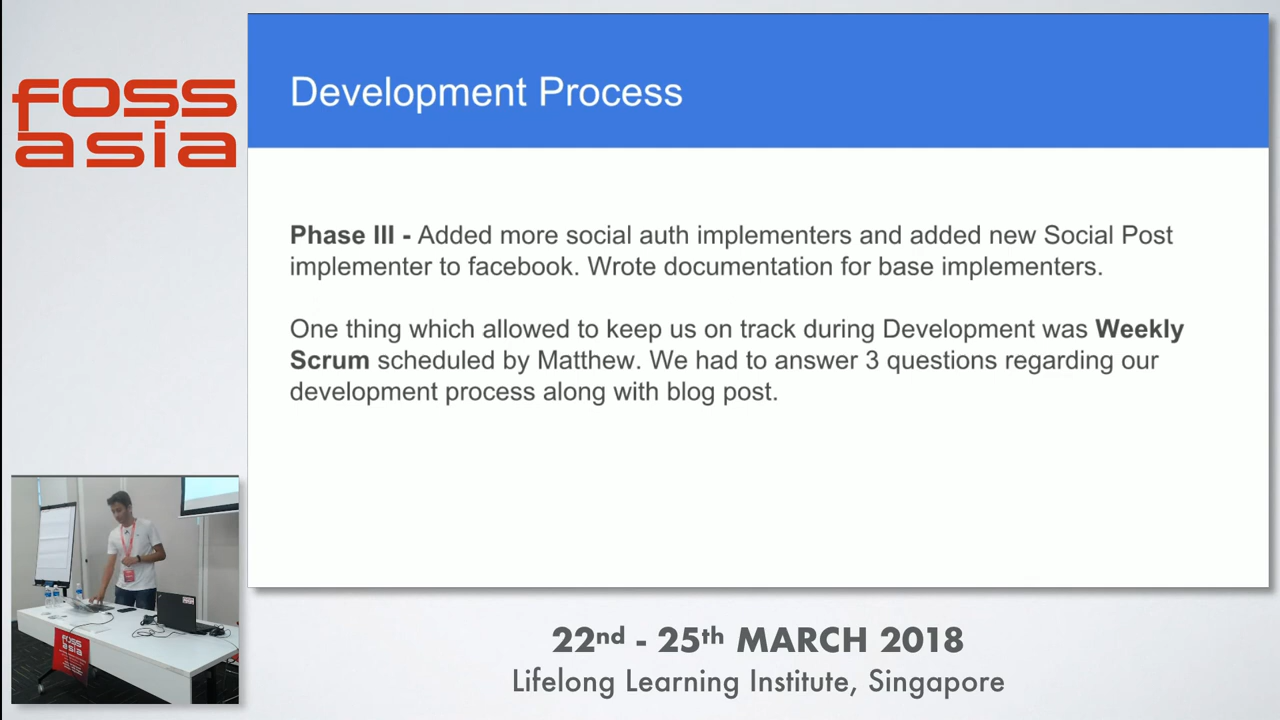 foss
asia
Development Process
Phase III - Added more social auth implementers and added new Social Post
implementer to facebook. Wrote documentation for base implementers.
One thing which allowed to keep us on track during Development was Weekly
Scrum scheduled by Matthew. We had to answer 3 questions regarding our
development process along with blog post.
foss
asia
22nd - 25th MARCH 2018
Lifelong Learning Institute, Singapore